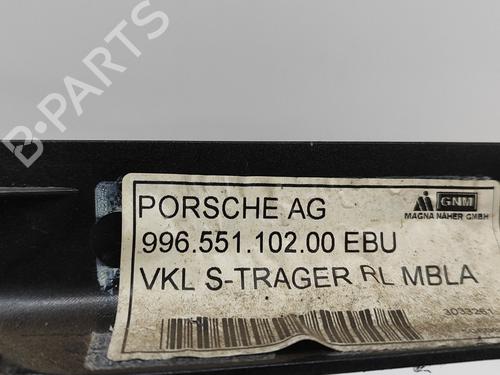 B-PARTS
PORSCHE AG
GNM
MAGNA NÄHER GMBH
996.551.102.00 EBU
VKL S-TRAGER RL MBLA